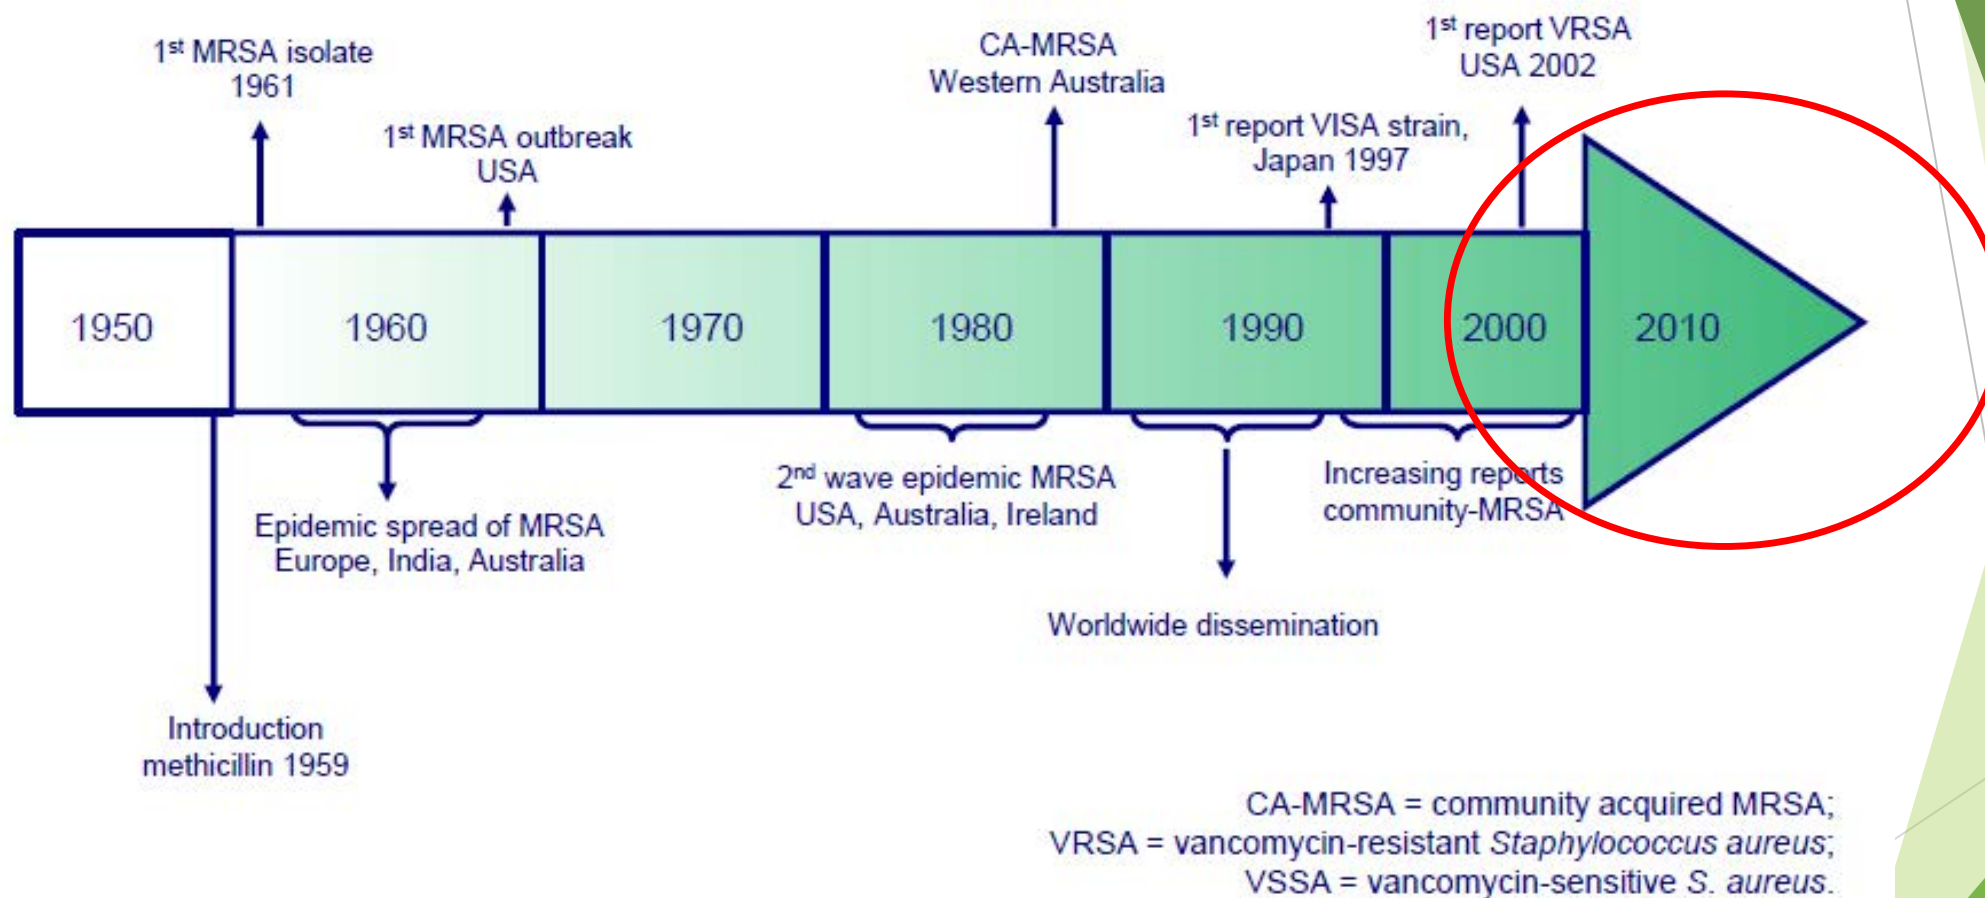 1st MRSA isolate
1961
1st MRSA outbreak
USA
CA-MRSA
Western Australia
1st report VISA strain,
Japan 1997
1st report VRSA
USA 2002
1950
1960
1970
1980
1990
2000
2010
Epidemic spread of MRSA
Europe, India, Australia
2nd wave epidemic MRSA
USA, Australia, Ireland
Increasing reports
community-MRSA
Worldwide dissemination
Introduction
methicillin 1959
CA-MRSA = community acquired MRSA;
VRSA = vancomycin-resistant Staphylococcus aureus;
VSSA = vancomycin-sensitive S. aureus.